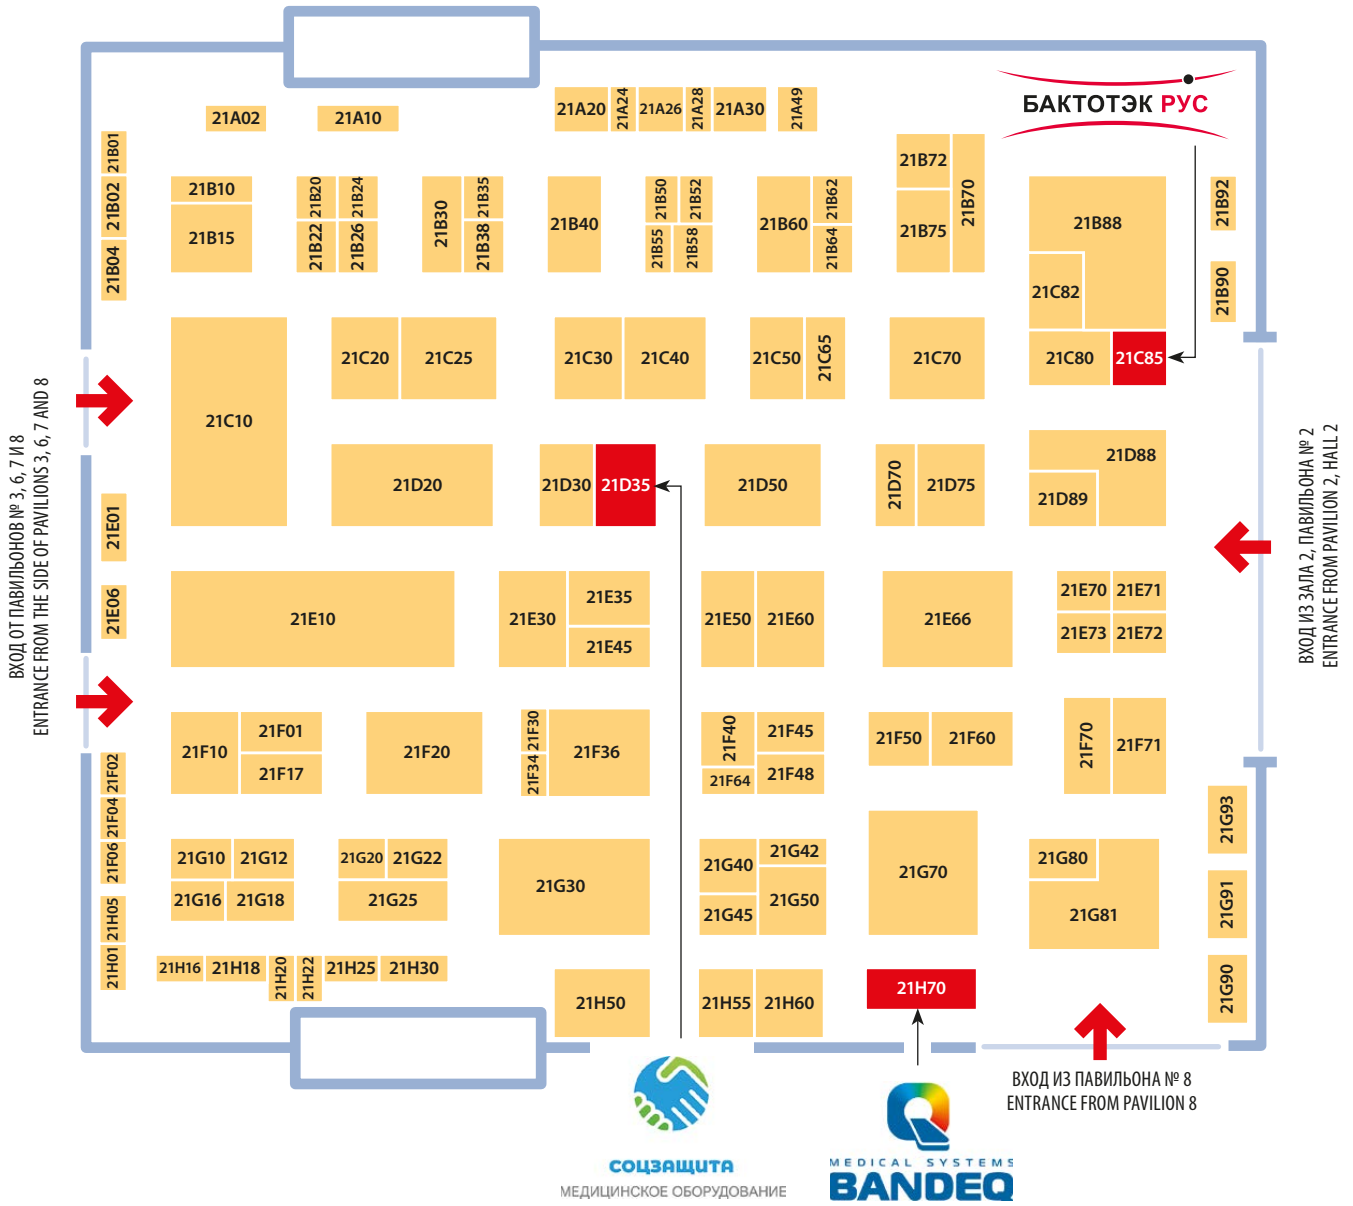 БАКТОТЭК РУС
21A02
21A10
21A20
21A24
21A26
21A28
21A30
21A49
21B01
21B02
21B04
21B10
21B15
21B20
21B24
21B22
21B26
21B30
21B35
21B38
21B40
21B50
21B52
21B55
21B58
21B60
21B62
21B64
21B72
21B75
21B70
21B88
21B92
21B90
21C82
21C80
21C85
21C10
21C20
21C25
21C30
21C40
21C50
21C65
21C70
21D20
21D30
21D35
21D50
21D70
21D75
21D88
21D89
21E01
21E06
21E10
21E30
21E35
21E45
21E50
21E60
21E66
21E70
21E71
21E73
21E72
21F10
21F01
21F17
21F20
21F30
21F34
21F36
21F40
21F64
21F45
21F48
21F50
21F60
21F70
21F71
21F02
21F04
21F06
21H05
21H01
21G10
21G12
21G16
21G18
21G20
21G22
21G25
21G30
21G40
21G42
21G45
21G50
21G70
21G80
21G81
21G93
21G91
21G90
21H16
21H18
21H20
21H22
21H25
21H30
21H50
21H55
21H60
21H70
ВХОД ОТ ПАВИЛЬОНОВ № 3, 6, 7 И 8
ENTRANCE FROM THE SIDE OF PAVILIONS 3, 6, 7 AND 8
ВХОД ИЗ ЗАЛА 2, ПАВИЛЬОНА № 2
ENTRANCE FROM PAVILION 2, HALL 2
ВХОД ИЗ ПАВИЛЬОНА № 8
ENTRANCE FROM PAVILION 8
СОЦЗАЩИТА
МЕДИЦИНСКОЕ ОБОРУДОВАНИЕ
MEDICAL SYSTEMS
BANDEQ